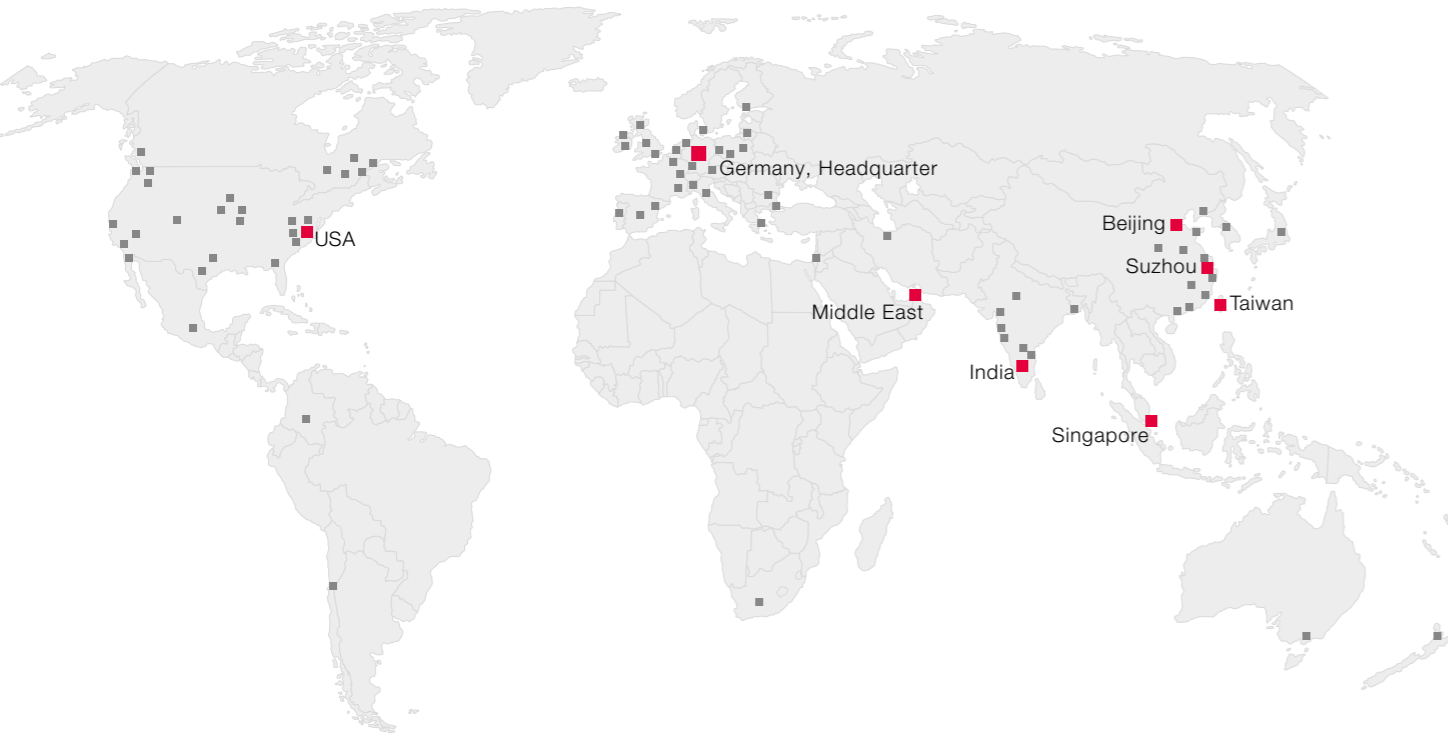 Germany, Headquarter
Beijing
USA
Suzhou
Taiwan
Middle East
India
Singapore